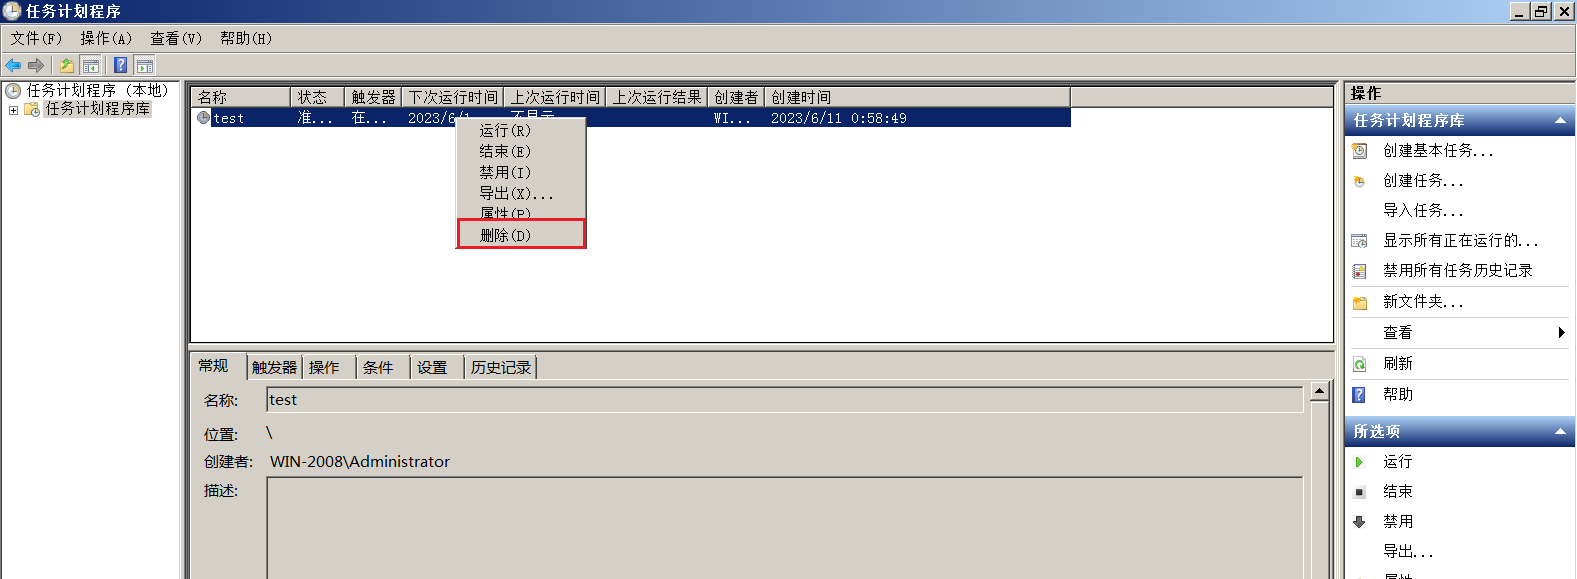 任务计划程序
文件(F) 操作(A) 查看(V) 帮助(H)
任务计划程序 (本地)
任务计划程序库
名称 状态 触发器 下次运行时间 上次运行时间 上次运行结果 创建者 创建时间
test 准... 在... 2023/6/1 不显示 WI... 2023/6/11 0:58:49
运行(R)
结束(E)
禁用(I)
导出(X)...
属性(P)
删除(D)
常规 触发器 操作 条件 设置 历史记录
名称: test
位置: \
创建者: WIN-2008\Administrator
描述:
操作
任务计划程序库
创建基本任务...
创建任务...
导入任务...
显示所有正在运行的...
禁用所有任务历史记录
新文件夹...
查看
刷新
帮助
所选项
运行
结束
禁用
导出...
属性